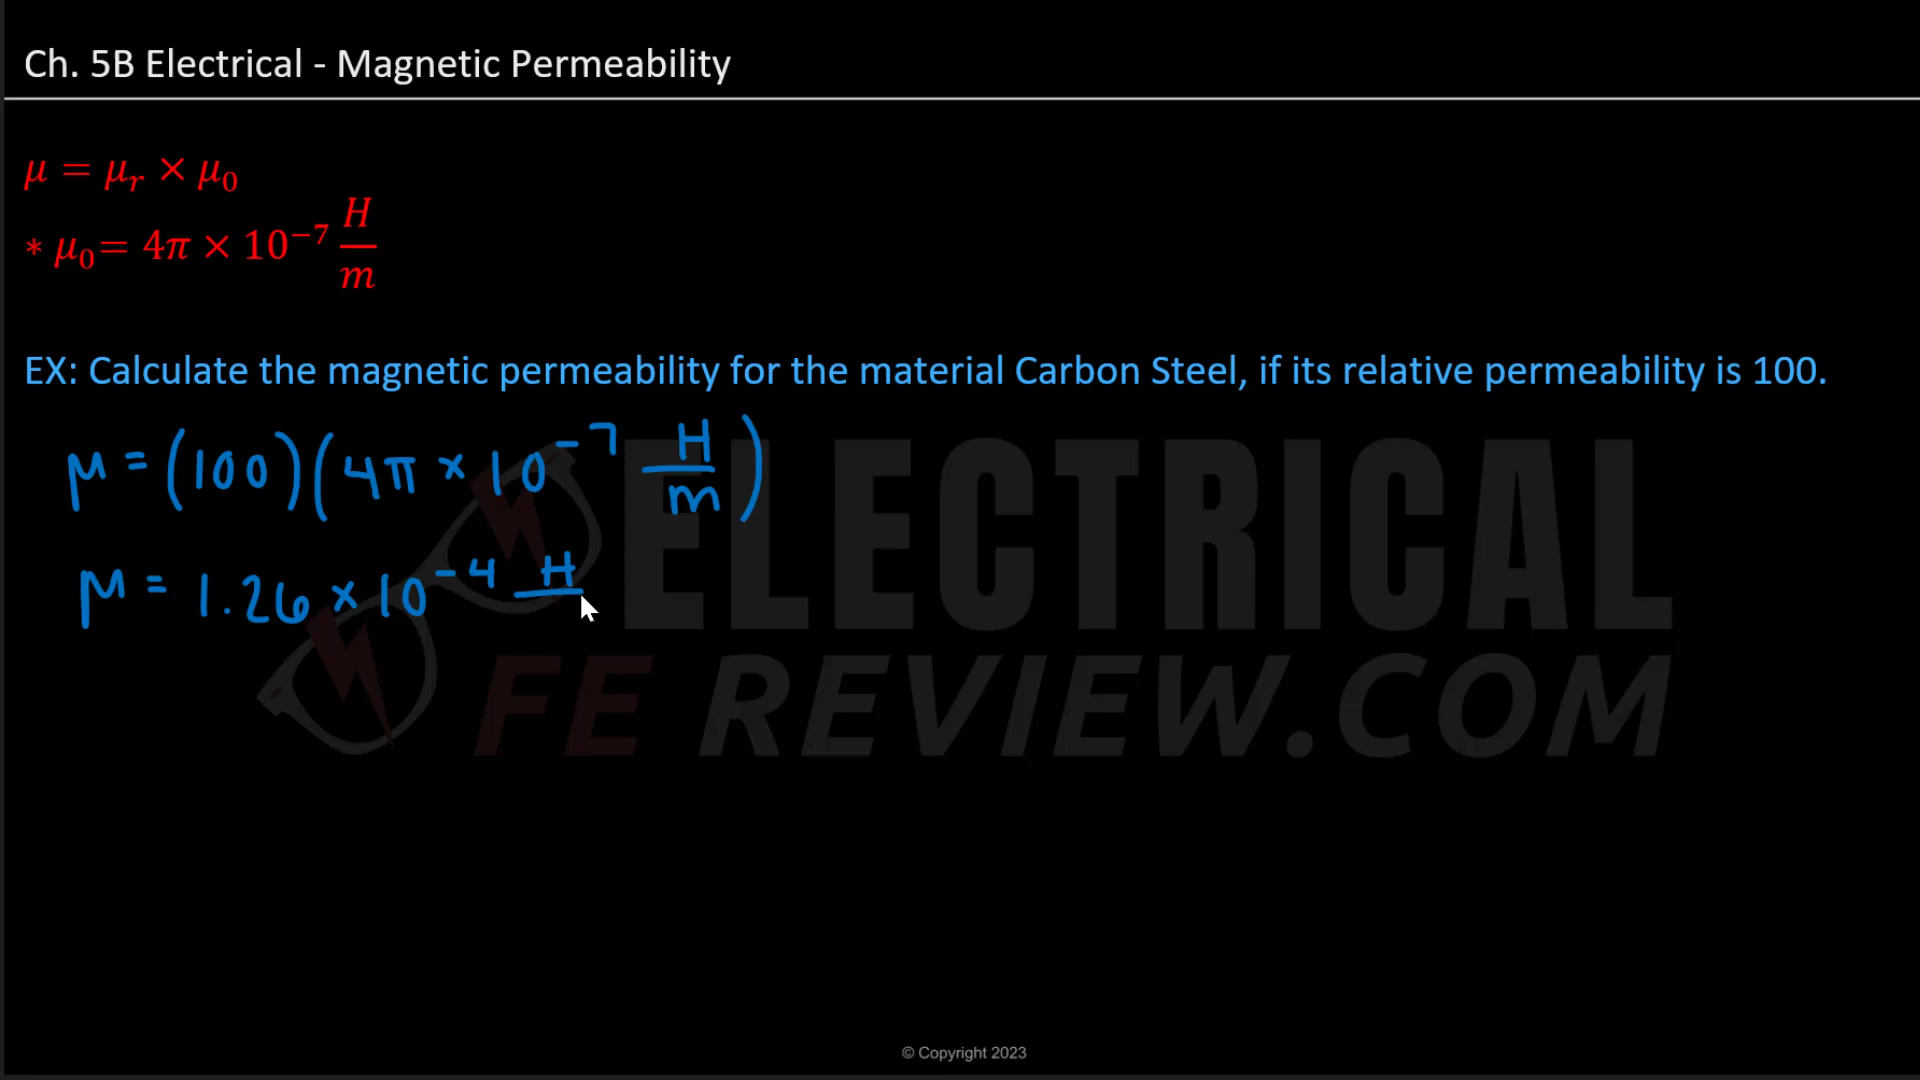 Ch. 5B Electrical - Magnetic Permeability
μ = μᵣ × μ₀
* μ₀= 4π × 10⁻⁷ H/m
EX: Calculate the magnetic permeability for the material Carbon Steel, if its relative permeability is 100.
μ = (100)(4π × 10⁻⁷ H/m)
μ = 1.26 × 10⁻⁴ H/
ELECTRICAL
FE REVIEW.COM
© Copyright 2023